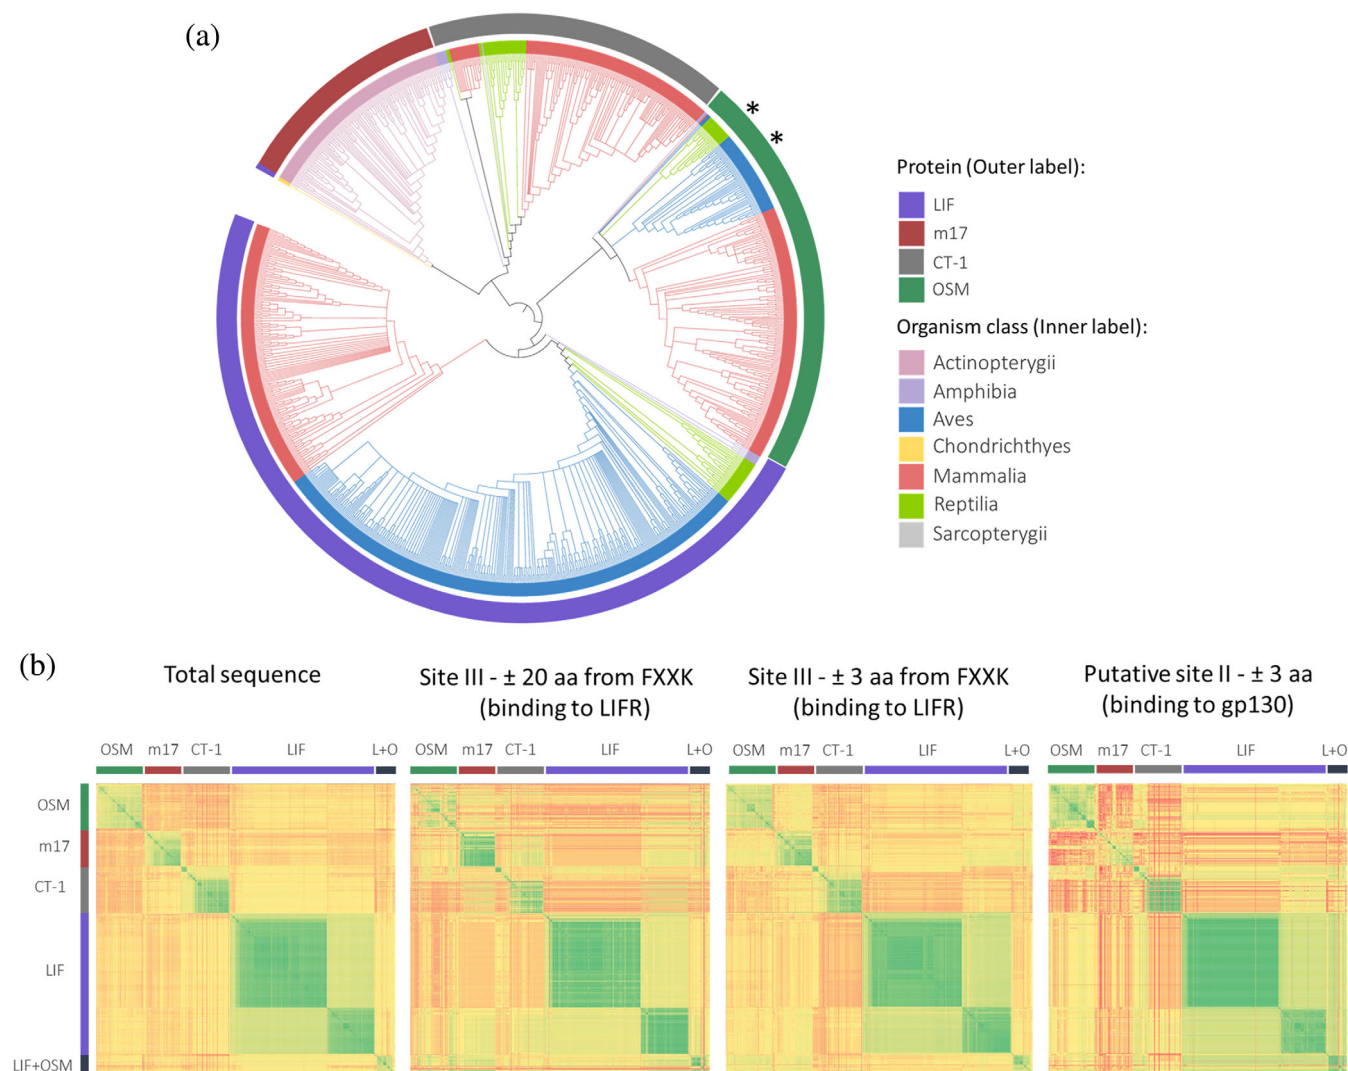 (a)
*
*
Protein (Outer label):
LIF
m17
CT-1
OSM
Organism class (Inner label):
Actinopterygii
Amphibia
Aves
Chondrichthyes
Mammalia
Reptilia
Sarcopterygii
(b)
Total sequence
Site III - ± 20 aa from FXXK
(binding to LIFR)
Site III - ± 3 aa from FXXK
(binding to LIFR)
Putative site II - ± 3 aa
(binding to gp130)
OSM m17 CT-1 LIF L+O
OSM m17 CT-1 LIF L+O
OSM m17 CT-1 LIF L+O
OSM m17 CT-1 LIF L+O
OSM
m17
CT-1
LIF
LIF+OSM